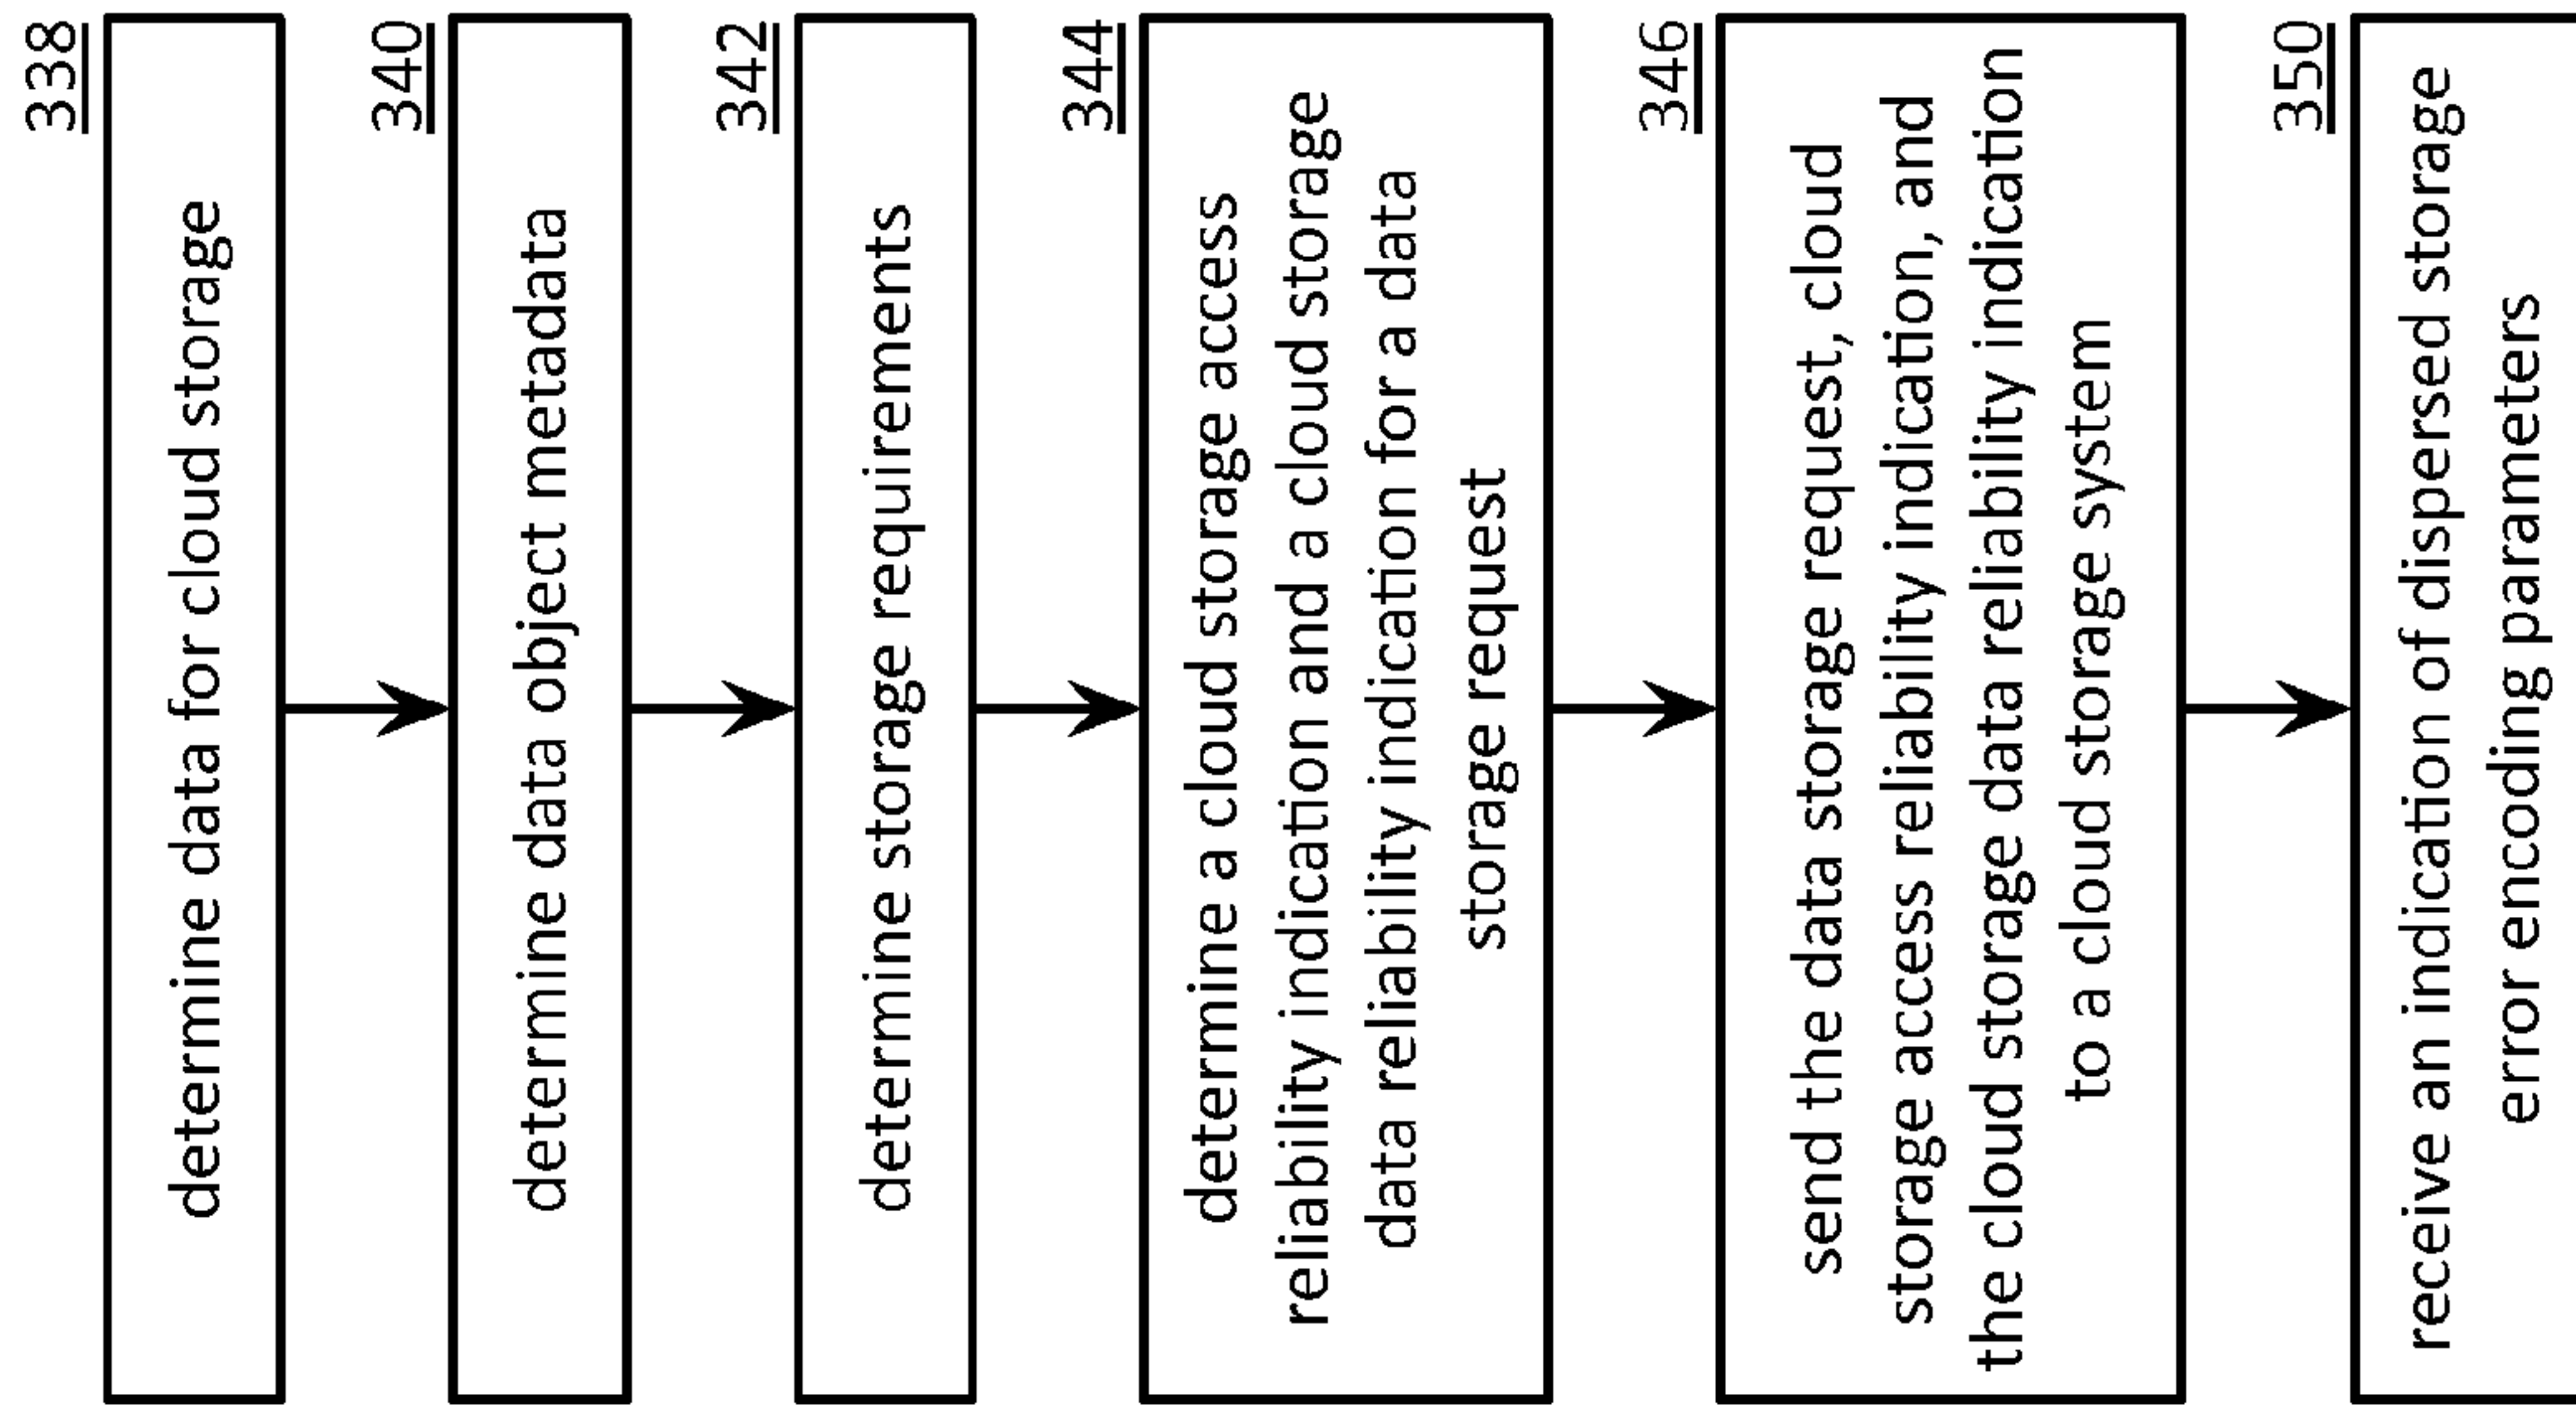 338
determine data for cloud storage
340
determine data object metadata
342
determine storage requirements
344
determine a cloud storage access
reliability indication and a cloud storage
data reliability indication for a data
storage request
346
send the data storage request, cloud
storage access reliability indication, and
the cloud storage data reliability indication
to a cloud storage system
350
receive an indication of dispersed storage
error encoding parameters